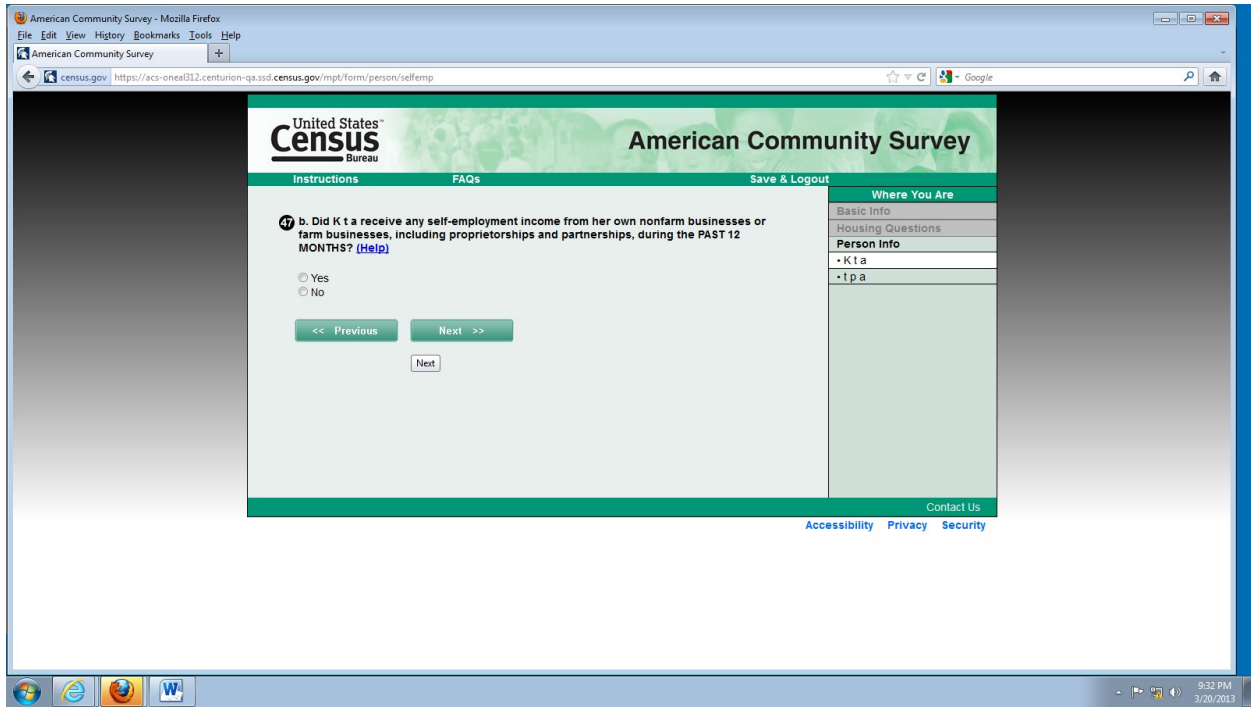 American Community Survey - Mozilla Firefox
File Edit View History Bookmarks Tools Help
American Community Survey +
census.gov https://acs-oneal312.centurion-qa.ssd.census.gov/mpt/form/person/selfemp Google
United States™
Census
Bureau
American Community Survey
Instructions FAQs Save & Logout
Where You Are
Basic Info
Housing Questions
Person Info
• K t a
• t p a
47 b. Did K t a receive any self-employment income from her own nonfarm businesses or
farm businesses, including proprietorships and partnerships, during the PAST 12
MONTHS? (Help)
Yes
No
<< Previous Next >>
Next
Contact Us
Accessibility Privacy Security
W
9:32 PM
3/20/2013